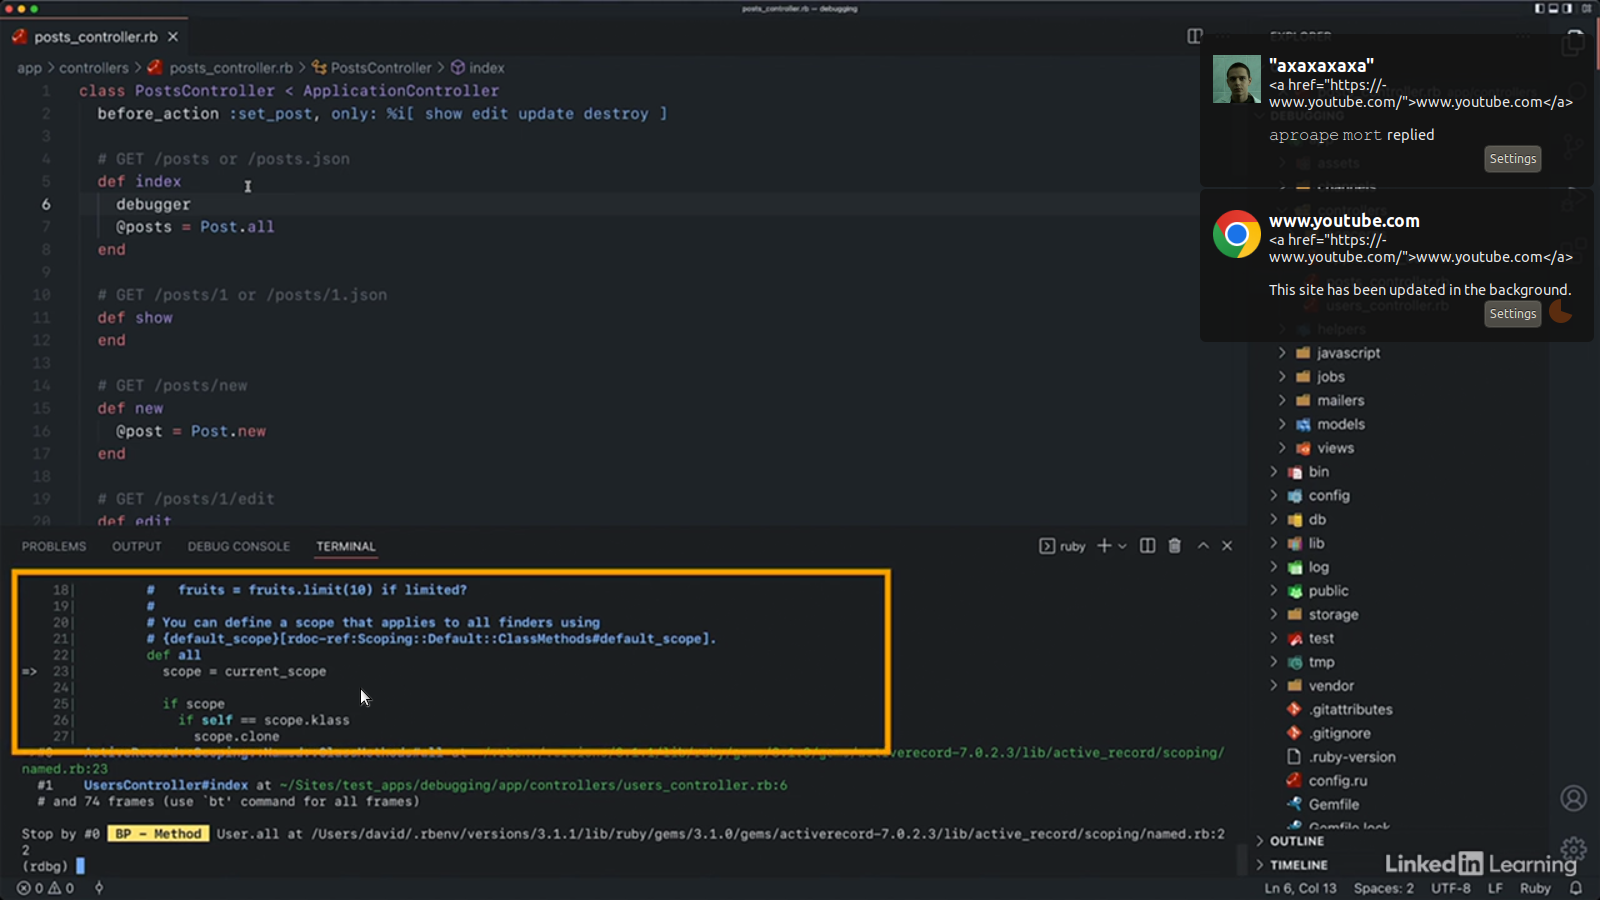 posts_controller.rb — debugging
posts_controller.rb
app > controllers > posts_controller.rb > PostsController > index
1 class PostsController < ApplicationController
2 before_action :set_post, only: %i[ show edit update destroy ]
3
4 # GET /posts or /posts.json
5 def index
6 debugger
7 @posts = Post.all
8 end
9
10 # GET /posts/1 or /posts/1.json
11 def show
12 end
13
14 # GET /posts/new
15 def new
16 @post = Post.new
17 end
18
19 # GET /posts/1/edit
20 def edit
EXPLORER
"axaxaxaxa"
<a href="https://-
www.youtube.com/">www.youtube.com</a>
aproape mort replied
Settings
www.youtube.com
<a href="https://-
www.youtube.com/">www.youtube.com</a>
This site has been updated in the background.
Settings
DEBUGGING
assets
channels
controllers
users_controller.rb
helpers
javascript
jobs
mailers
models
views
bin
config
db
lib
log
public
storage
test
tmp
vendor
.gitattributes
.gitignore
.ruby-version
config.ru
Gemfile
Gemfile.lock
OUTLINE
TIMELINE
PROBLEMS OUTPUT DEBUG CONSOLE TERMINAL
ruby
18| # fruits = fruits.limit(10) if limited?
19| #
20| # You can define a scope that applies to all finders using
21| # {default_scope}[rdoc-ref:Scoping::Default::ClassMethods#default_scope].
22| def all
=> 23| scope = current_scope
24|
25| if scope
26| if self == scope.klass
27| scope.clone
activerecord-7.0.2.3/lib/active_record/scoping/
named.rb:23
#1 UsersController#index at ~/Sites/test_apps/debugging/app/controllers/users_controller.rb:6
# and 74 frames (use `bt' command for all frames)
Stop by #0 BP - Method User.all at /Users/david/.rbenv/versions/3.1.1/lib/ruby/gems/3.1.0/gems/activerecord-7.0.2.3/lib/active_record/scoping/named.rb:2
2
(rdbg)
0 0
Ln 6, Col 13 Spaces: 2 UTF-8 LF Ruby
LinkedIn Learning